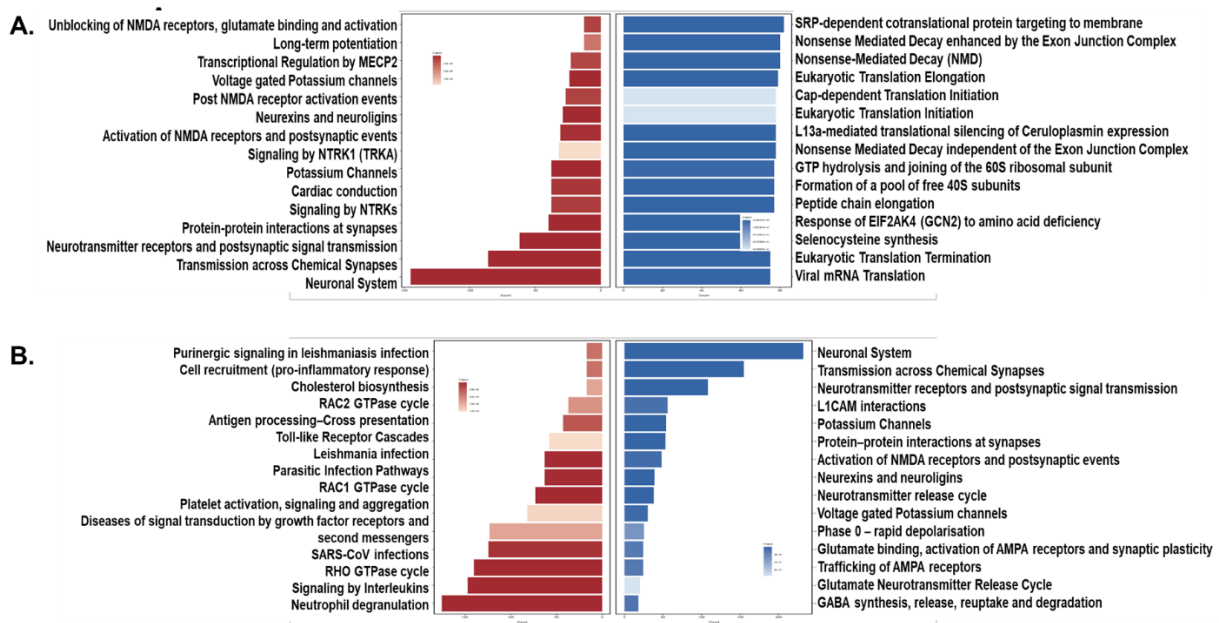 A.
Unblocking of NMDA receptors, glutamate binding and activation
Long-term potentiation
Transcriptional Regulation by MECP2
Voltage gated Potassium channels
Post NMDA receptor activation events
Neurexins and neuroligins
Activation of NMDA receptors and postsynaptic events
Signaling by NTRK1 (TRKA)
Potassium Channels
Cardiac conduction
Signaling by NTRKs
Protein-protein interactions at synapses
Neurotransmitter receptors and postsynaptic signal transmission
Transmission across Chemical Synapses
Neuronal System
SRP-dependent cotranslational protein targeting to membrane
Nonsense Mediated Decay enhanced by the Exon Junction Complex
Nonsense-Mediated Decay (NMD)
Eukaryotic Translation Elongation
Cap-dependent Translation Initiation
Eukaryotic Translation Initiation
L13a-mediated translational silencing of Ceruloplasmin expression
Nonsense Mediated Decay independent of the Exon Junction Complex
GTP hydrolysis and joining of the 60S ribosomal subunit
Formation of a pool of free 40S subunits
Peptide chain elongation
Response of EIF2AK4 (GCN2) to amino acid deficiency
Selenocysteine synthesis
Eukaryotic Translation Termination
Viral mRNA Translation
B.
Purinergic signaling in leishmaniasis infection
Cell recruitment (pro-inflammatory response)
Cholesterol biosynthesis
RAC2 GTPase cycle
Antigen processing–Cross presentation
Toll-like Receptor Cascades
Leishmania infection
Parasitic Infection Pathways
RAC1 GTPase cycle
Platelet activation, signaling and aggregation
Diseases of signal transduction by growth factor receptors and
second messengers
SARS-CoV infections
RHO GTPase cycle
Signaling by Interleukins
Neutrophil degranulation
Neuronal System
Transmission across Chemical Synapses
Neurotransmitter receptors and postsynaptic signal transmission
L1CAM interactions
Potassium Channels
Protein–protein interactions at synapses
Activation of NMDA receptors and postsynaptic events
Neurexins and neuroligins
Neurotransmitter release cycle
Voltage gated Potassium channels
Phase 0 – rapid depolarisation
Glutamate binding, activation of AMPA receptors and synaptic plasticity
Trafficking of AMPA receptors
Glutamate Neurotransmitter Release Cycle
GABA synthesis, release, reuptake and degradation